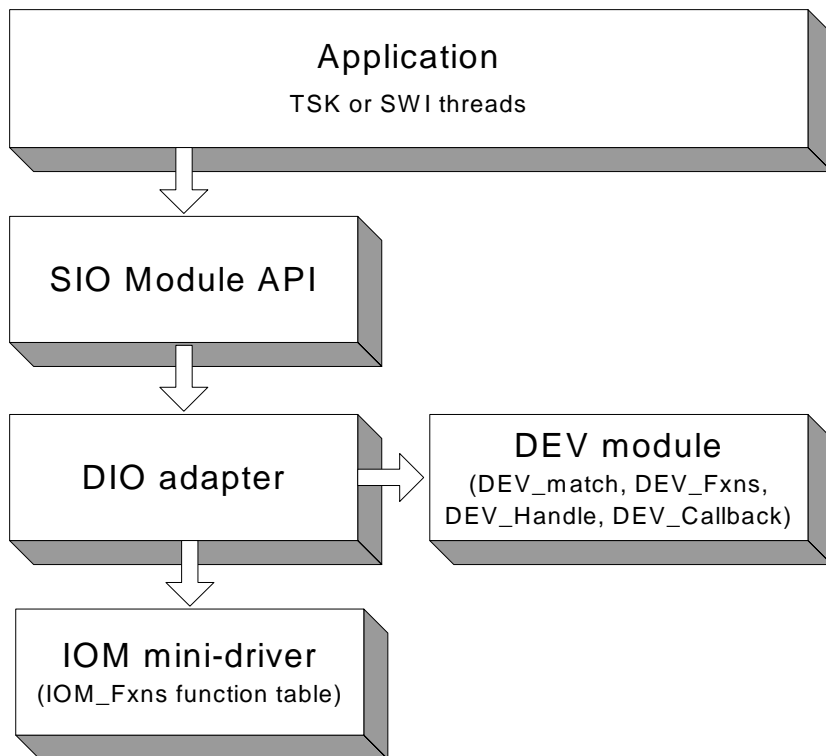 Application
TSK or SWI threads
SIO Module API
DIO adapter
DEV module
(DEV_match, DEV_Fxns,
DEV_Handle, DEV_Callback)
IOM mini-driver
(IOM_Fxns function table)